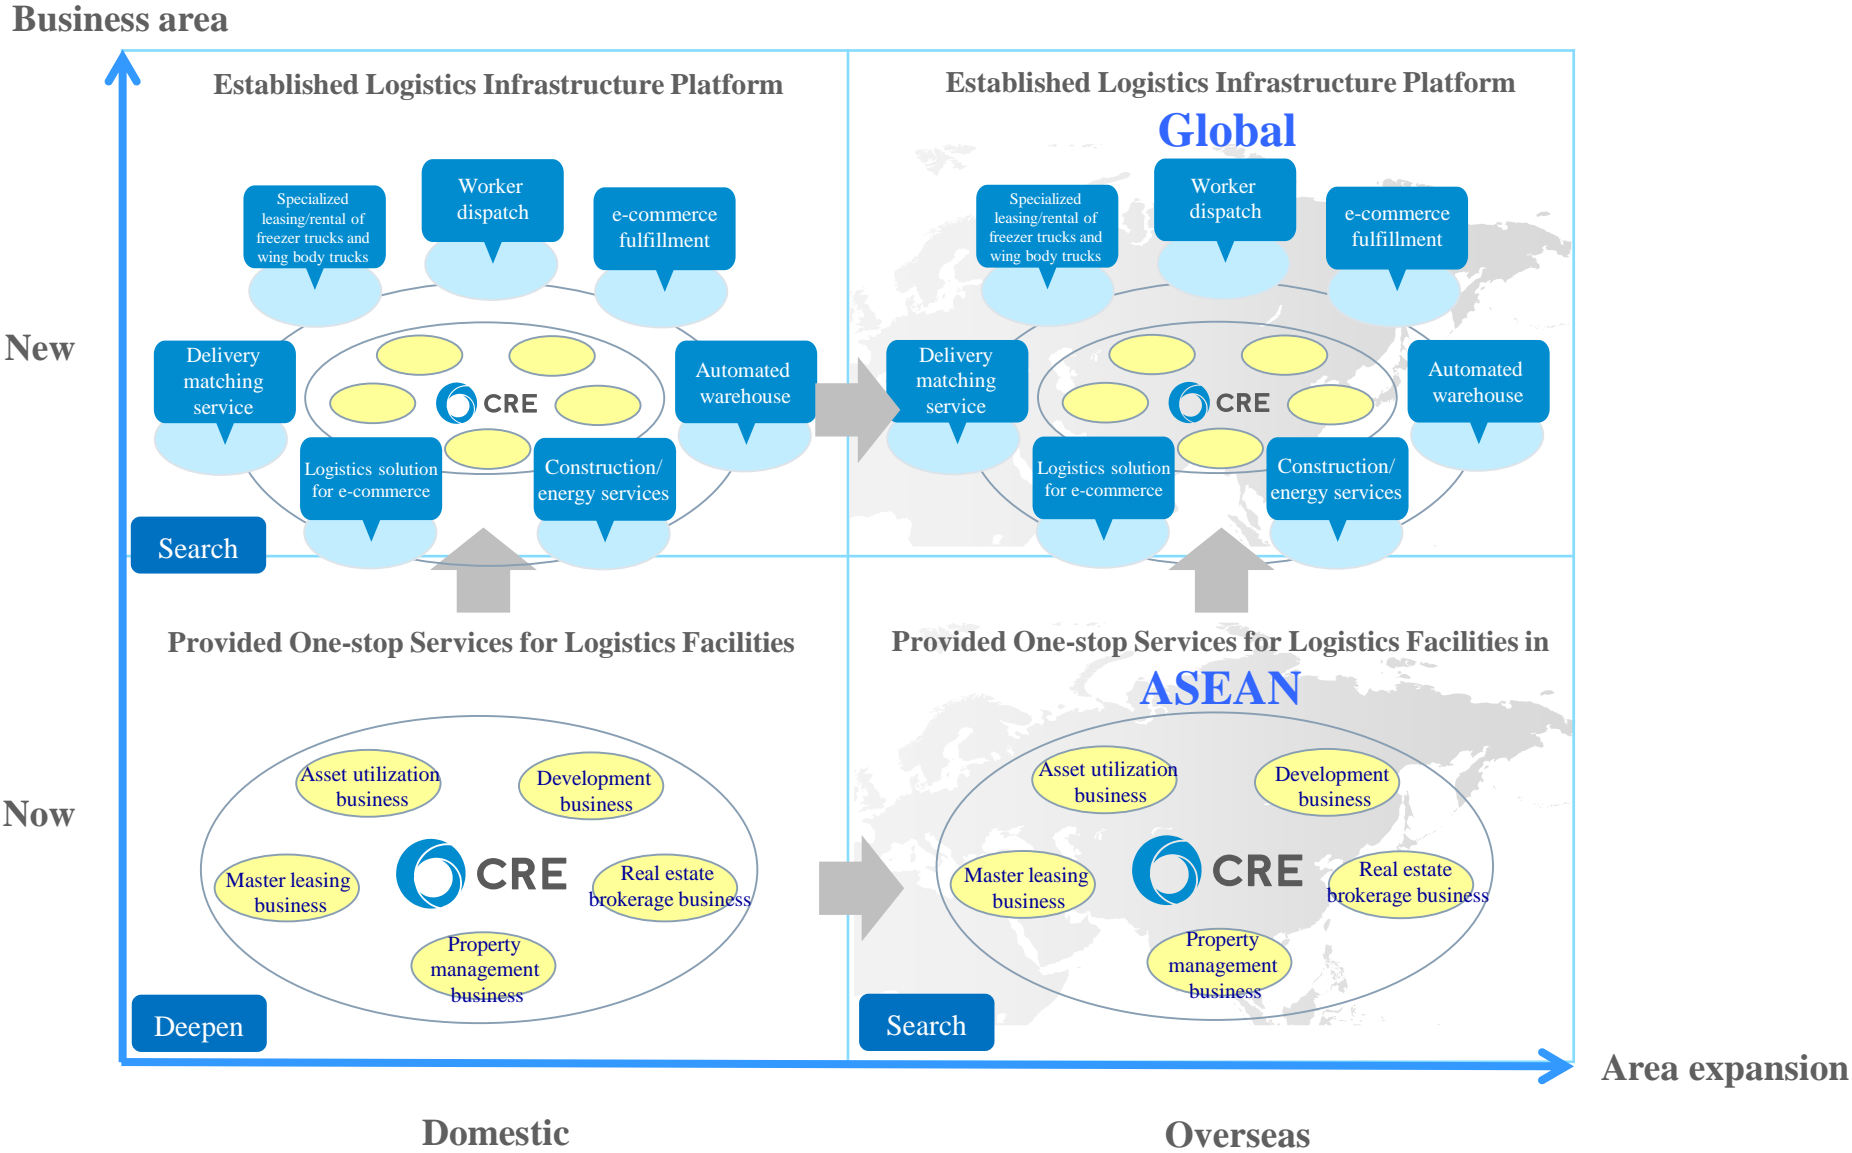 Business area
Established Logistics Infrastructure Platform
Specialized
leasing/rental of
freezer trucks and
wing body trucks
Worker
dispatch
e-commerce
fulfillment
Delivery
matching
service
CRE
Automated
warehouse
Logistics solution
for e-commerce
Construction/
energy services
Search
Established Logistics Infrastructure Platform
Global
Specialized
leasing/rental of
freezer trucks and
wing body trucks
Worker
dispatch
e-commerce
fulfillment
Delivery
matching
service
CRE
Automated
warehouse
Logistics solution
for e-commerce
Construction/
energy services
New
Provided One-stop Services for Logistics Facilities
Asset utilization
business
Development
business
Master leasing
business
CRE
Real estate
brokerage business
Property
management
business
Deepen
Provided One-stop Services for Logistics Facilities in
ASEAN
Asset utilization
business
Development
business
Master leasing
business
CRE
Real estate
brokerage business
Property
management
business
Search
Now
Area expansion
Domestic
Overseas